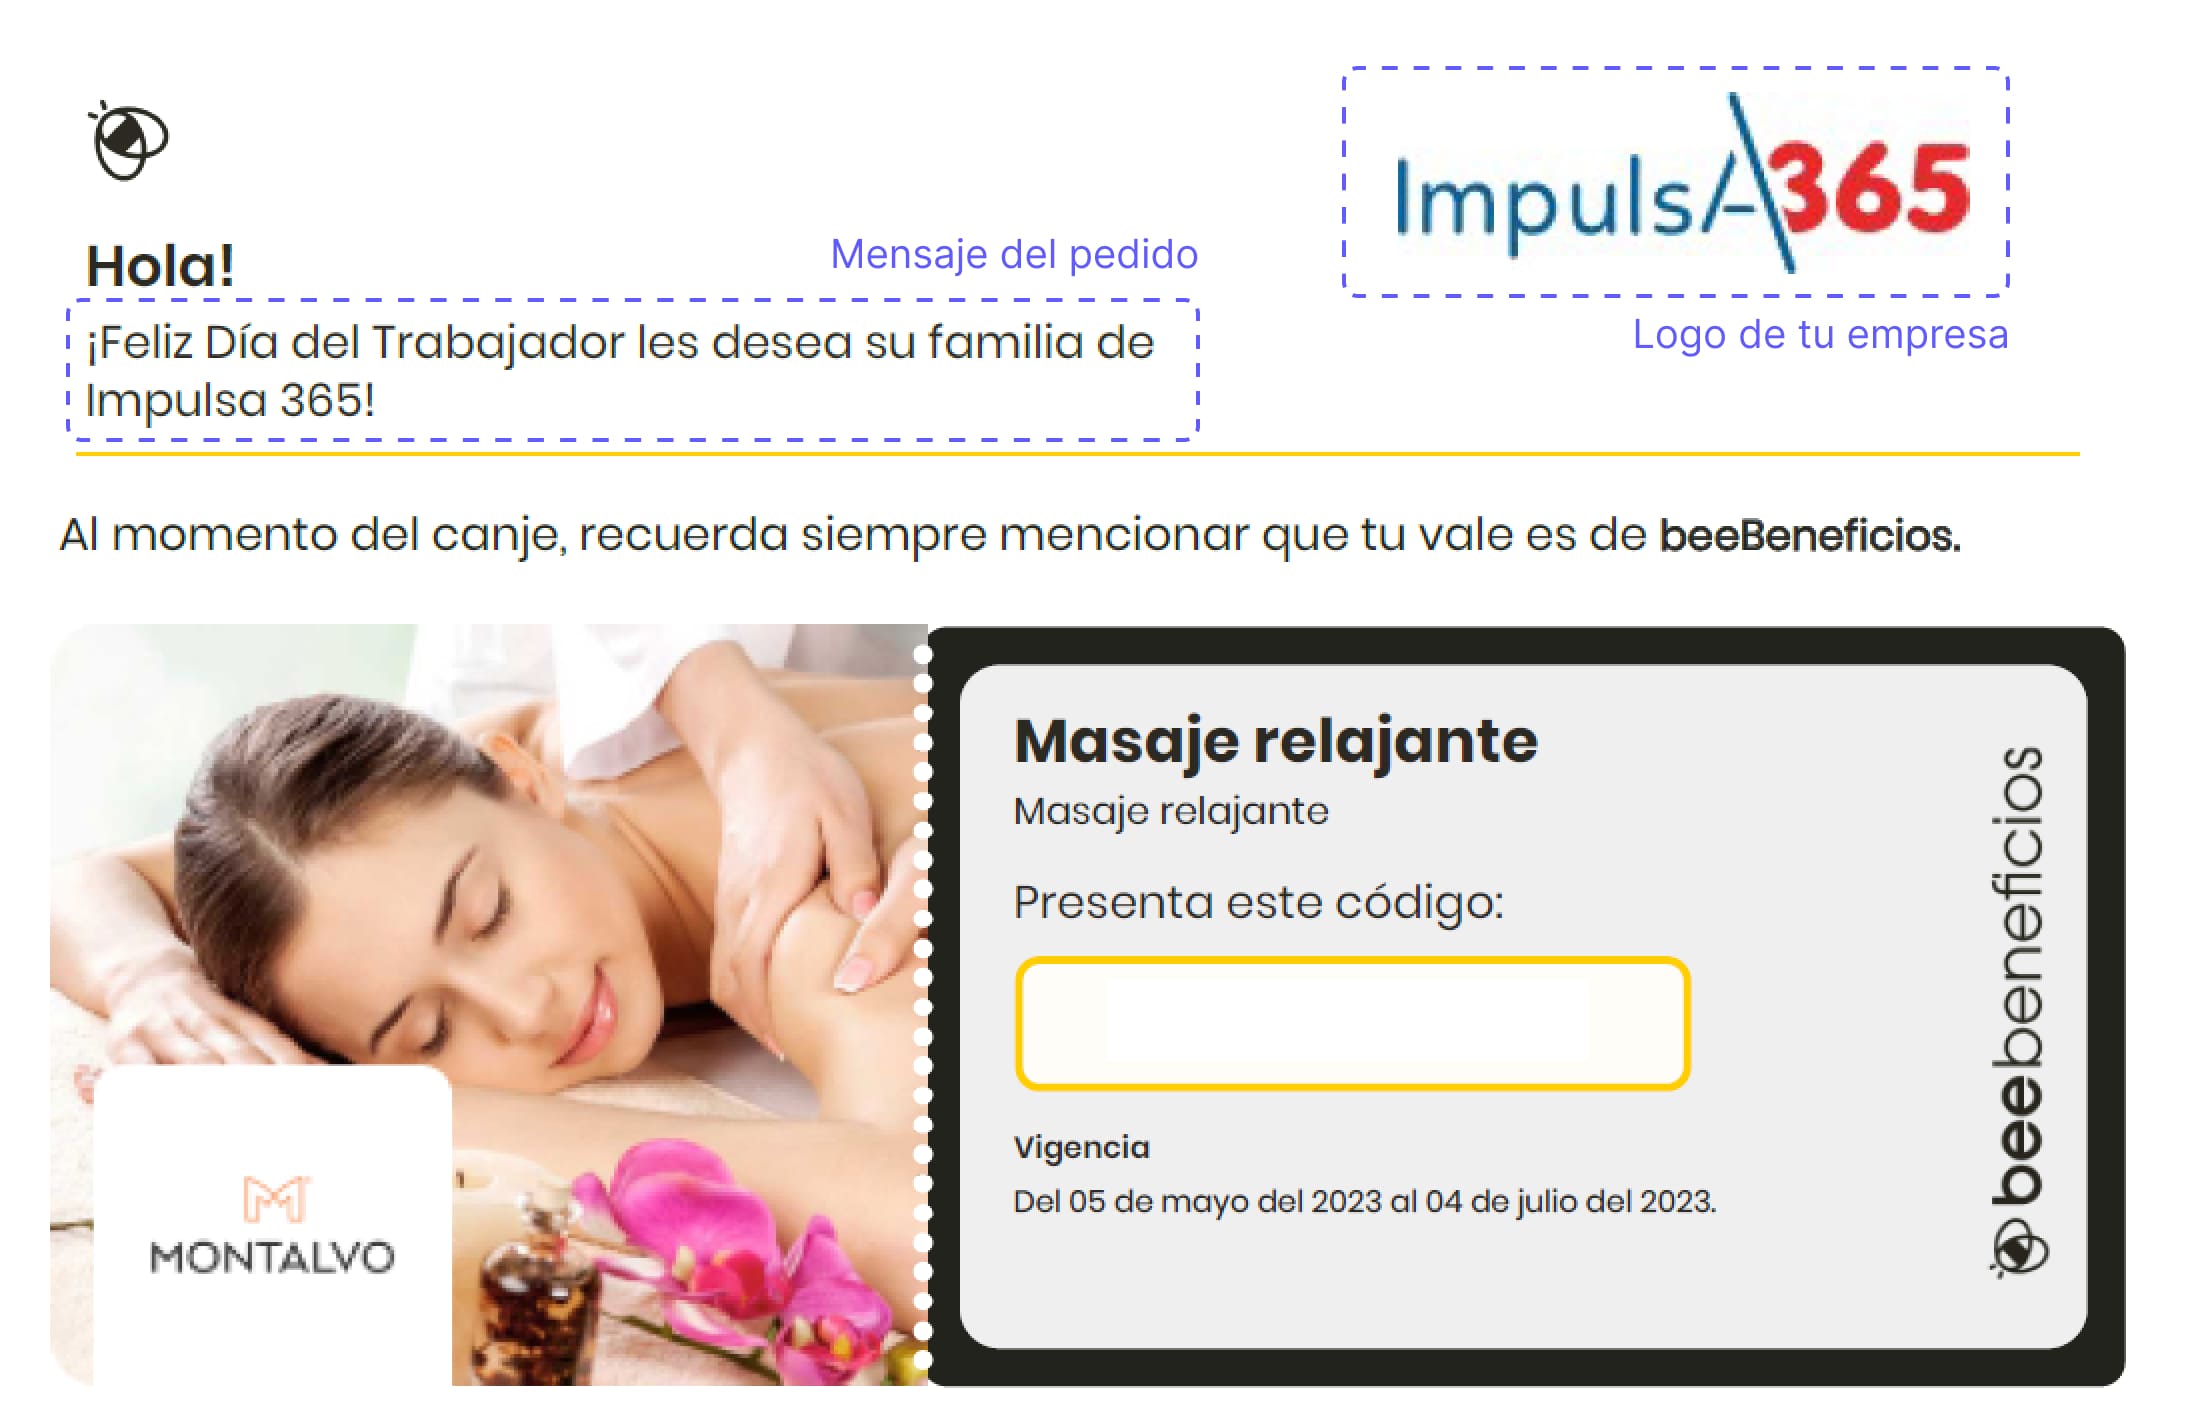 Hola!
Mensaje del pedido
¡Feliz Día del Trabajador les desea su familia de
Impulsa 365!
ImpulsA365
Logo de tu empresa
Al momento del canje, recuerda siempre mencionar que tu vale es de beeBeneficios.
MONTALVO
Masaje relajante
Masaje relajante
Presenta este código:
Vigencia
Del 05 de mayo del 2023 al 04 de julio del 2023.
beebeneficios